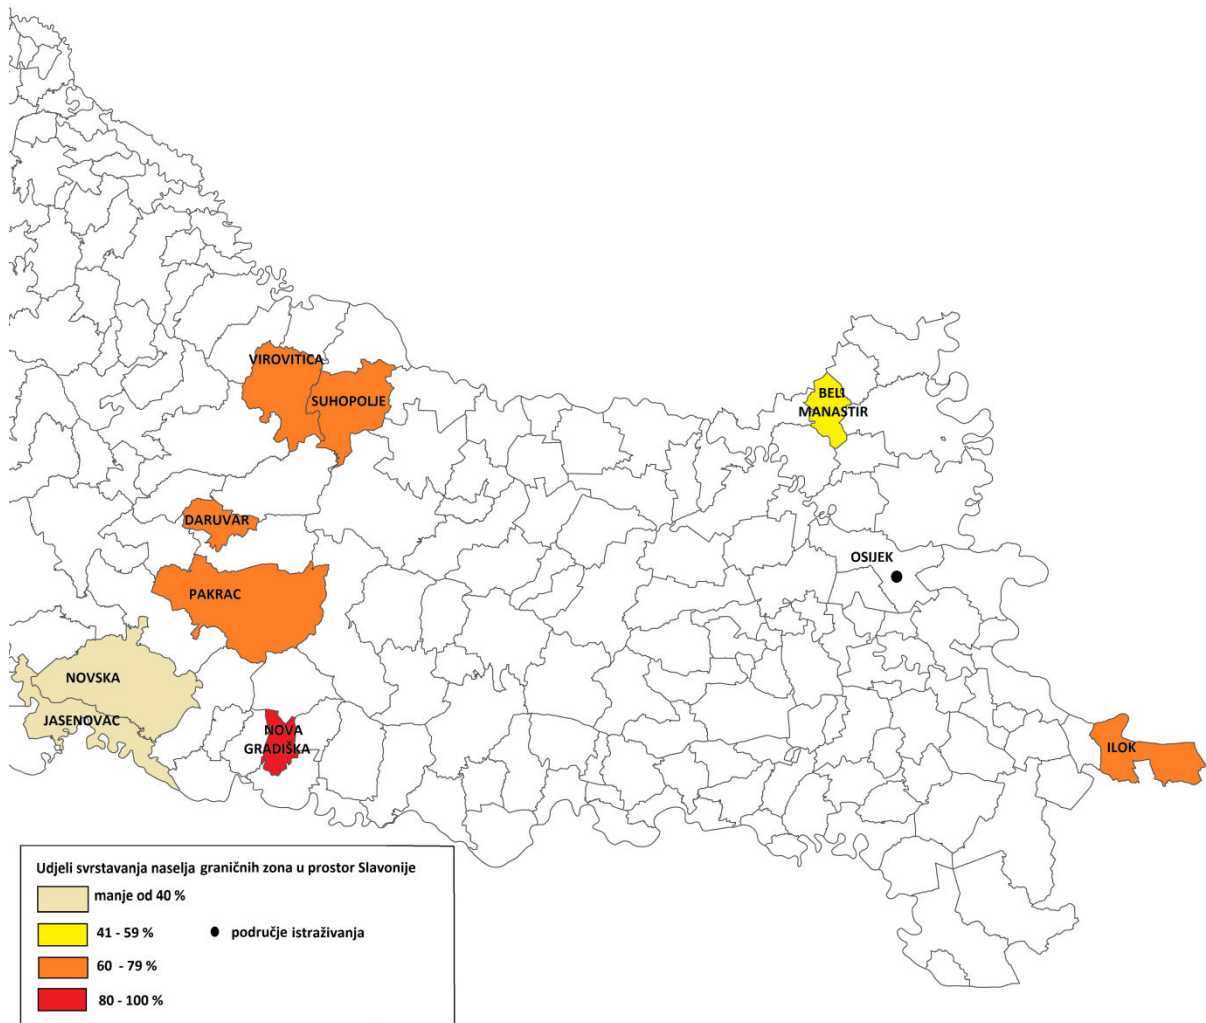 VIROVITICA
SUHOPOLJE
BELI
MANASTIR
DARUVAR
OSIJEK
PAKRAC
NOVSKA
JASENOVAC
NOVA
GRADIŠKA
ILOK
Udjeli svrstavanja naselja graničnih zona u prostor Slavonije
manje od 40 %
41 - 59 %
područje istraživanja
60 - 79 %
80 - 100 %